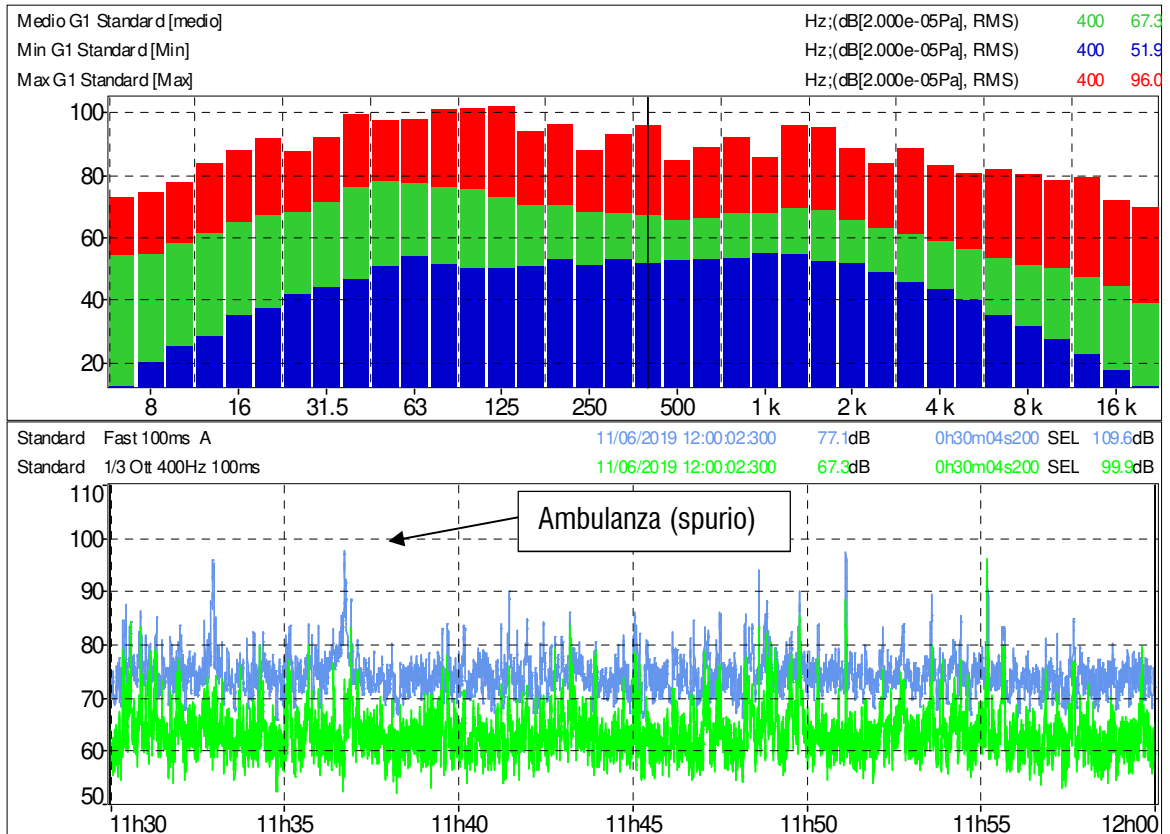 Medio G1 Standard [medio] Hz;(dB[2.000e-05Pa], RMS) 400 67.3
Min G1 Standard [Min] Hz;(dB[2.000e-05Pa], RMS) 400 51.9
Max G1 Standard [Max] Hz;(dB[2.000e-05Pa], RMS) 400 96.0
100
80
60
40
20
8 16 31.5 63 125 250 500 1 k 2 k 4 k 8 k 16 k
Standard Fast 100ms A 11/06/2019 12:00:02:300 77.1dB 0h30m04s200 SEL 109.6dB
Standard 1/3 Ott 400Hz 100ms 11/06/2019 12:00:02:300 67.3dB 0h30m04s200 SEL 99.9dB
110
Ambulanza (spurio)
100
90
80
70
60
50
11h30 11h35 11h40 11h45 11h50 11h55 12h00